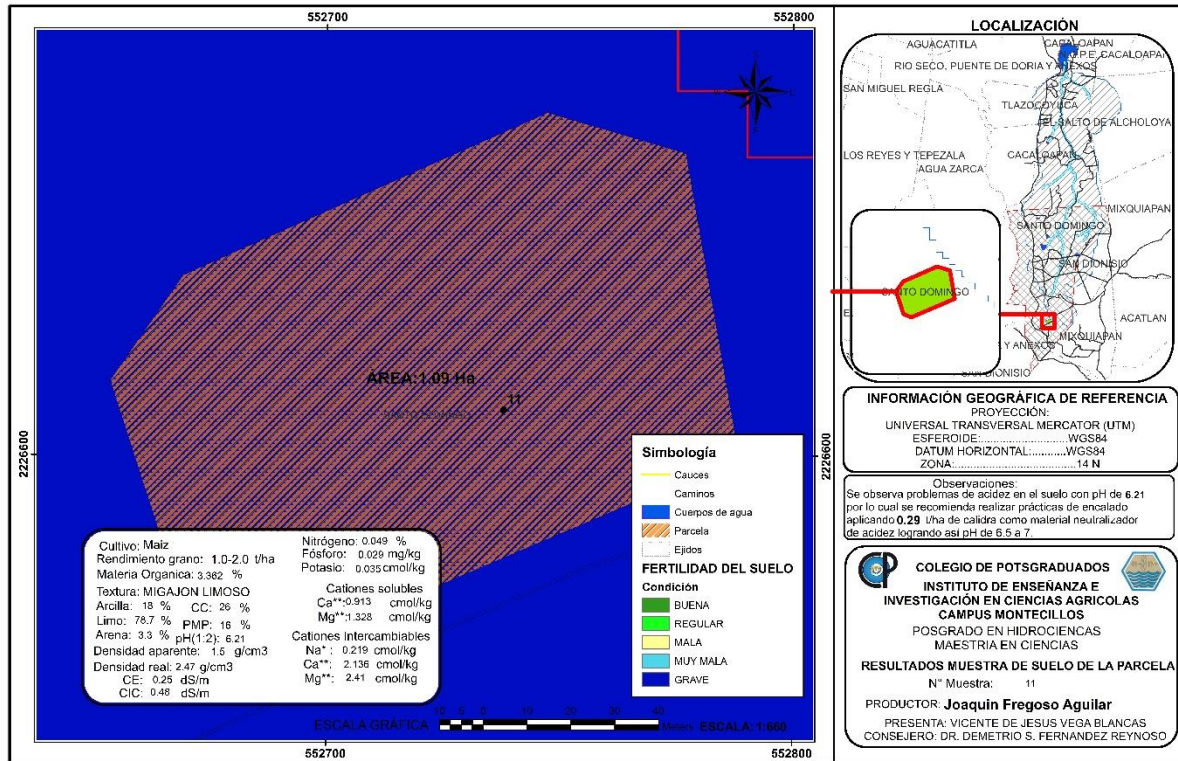 552700
552800
2226600
2226600
552700
552800
AREA:1.09 Ha
11
Cultivo: Maiz
Rendimiento grano: 1.0-2.0 t/ha
Materia Organica: 3.362 %
Textura: MIGAJON LIMOSO
Arcilla: 18 % CC: 26 %
Limo: 78.7 % PMP: 16 %
Arena: 3.3 % pH(1:2): 6.21
Densidad aparente: 1.5 g/cm3
Densidad real: 2.47 g/cm3
CE: 0.25 dS/m
CIC: 0.48 dS/m
Nitrógeno: 0.049 %
Fósforo: 0.029 mg/kg
Potasio: 0.035 cmol/kg
Cationes solubles
Ca⁺⁺: 0.913 cmol/kg
Mg⁺⁺: 1.328 cmol/kg
Cationes Intercambiables
Na⁺: 0.219 cmol/kg
Ca⁺⁺: 2.136 cmol/kg
Mg⁺⁺: 2.41 cmol/kg
Simbología
Cauces
Caminos
Cuerpos de agua
Parcela
Ejidos
FERTILIDAD DEL SUELO
Condición
BUENA
REGULAR
MALA
MUY MALA
GRAVE
ESCALA GRÁFICA
10 5 0 10 20 30 40
Meters
ESCALA: 1:660
LOCALIZACIÓN
AGUACATITLA
CACALOAPAN
CACALOAPAN
RIO SECO, PUENTE DE DORIA Y ANEXOS
SAN MIGUEL REGLA
TLAZOCOYUCA
EL SALTO DE ALCHOLOYA
LOS REYES Y TEPEZALA
CACALOAPAN
AGUA ZARCA
MIXQUIAPAN
SANTO DOMINGO
SAN DIONISIO
SANTO DOMINGO
ACATLAN
MIXQUIAPAN
Y ANEXOS
SAN DIONISIO
INFORMACIÓN GEOGRÁFICA DE REFERENCIA
PROYECCIÓN:
UNIVERSAL TRANSVERSAL MERCATOR (UTM)
ESFEROIDE:.........................WGS84
DATUM HORIZONTAL:...........WGS84
ZONA:...............................14 N
Observaciones:
Se observa problemas de acidez en el suelo con pH de 6.21
por lo cual se recomienda realizar prácticas de encalado
aplicando 0.29 t/ha de calidra como material neutralizador
de acidez logrando así pH de 6.5 a 7.
CP
COLEGIO DE POTSGRADUADOS
INSTITUTO DE ENSEÑANZA E
INVESTIGACIÓN EN CIENCIAS AGRICOLAS
CAMPUS MONTECILLOS
POSGRADO EN HIDROCIENCAS
MAESTRIA EN CIENCIAS
RESULTADOS MUESTRA DE SUELO DE LA PARCELA
N° Muestra: 11
PRODUCTOR: Joaquin Fregoso Aguilar
PRESENTA: VICENTE DE JESUS VEGA BLANCAS
CONSEJERO: DR. DEMETRIO S. FERNANDEZ REYNOSO